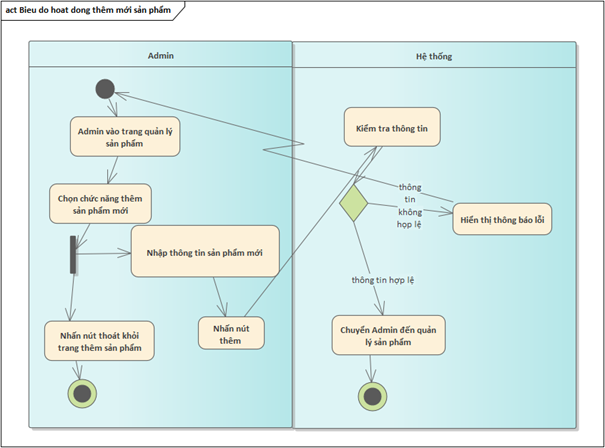 act Bieu do hoat dong thêm mới sản phẩm
Admin
Hệ thống
Admin vào trang quản lý
sản phẩm
Kiểm tra thông tin
Chọn chức năng thêm
sản phẩm mới
thông
tin
không
hợp lệ
Hiển thị thông báo lỗi
Nhập thông tin sản phẩm mới
thông tin hợp lệ
Nhấn nút thoát khỏi
trang thêm sản phẩm
Nhấn nút
thêm
Chuyển Admin đến quản
lý sản phẩm